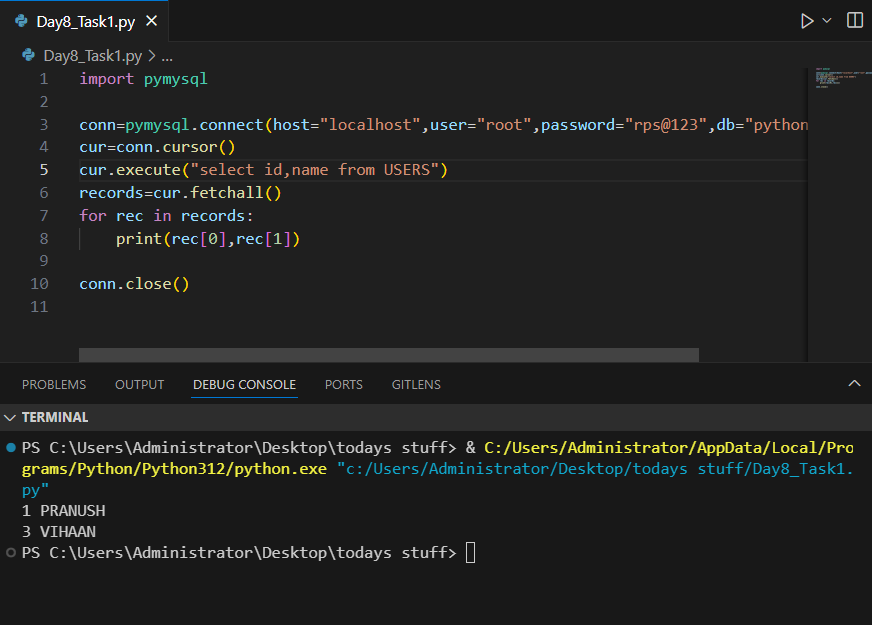 Day8_Task1.py
Day8_Task1.py > ...
1 import pymysql
2
3 conn=pymysql.connect(host="localhost",user="root",password="rps@123",db="python
4 cur=conn.cursor()
5 cur.execute("select id,name from USERS")
6 records=cur.fetchall()
7 for rec in records:
8     print(rec[0],rec[1])
9
10 conn.close()
11
PROBLEMS OUTPUT DEBUG CONSOLE PORTS GITLENS
TERMINAL
PS C:\Users\Administrator\Desktop\todays stuff> & C:/Users/Administrator/AppData/Local/Pro
grams/Python/Python312/python.exe "c:/Users/Administrator/Desktop/todays stuff/Day8_Task1.
py"
1 PRANUSH
3 VIHAAN
PS C:\Users\Administrator\Desktop\todays stuff>